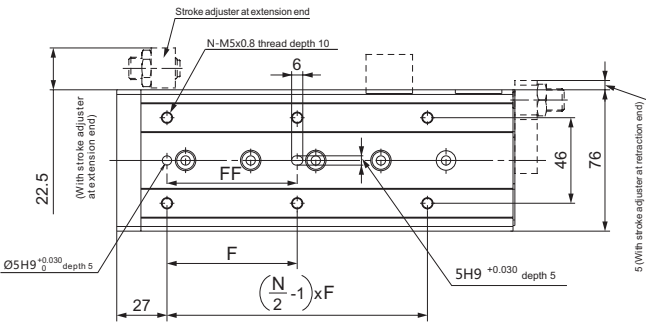 Stroke adjuster at extension end
N-M5x0.8 thread depth 10
6
22.5
(With stroke adjuster
at extension end)
FF
46
76
5 (With stroke adjuster at retraction end)
Ø5H9 +0.030 0 depth 5
F
5H9 +0.030 depth 5
27
(N/2 -1)xF